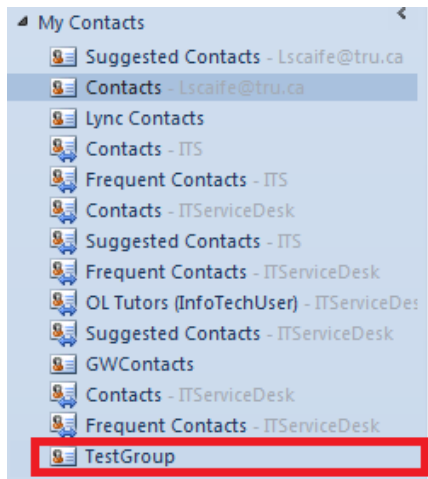 My Contacts
Suggested Contacts - Lscaife@tru.ca
Contacts - Lscaife@tru.ca
Lync Contacts
Contacts - ITS
Frequent Contacts - ITS
Contacts - ITServiceDesk
Suggested Contacts - ITS
Frequent Contacts - ITServiceDesk
OL Tutors (InfoTechUser) - ITServiceDes
Suggested Contacts - ITServiceDesk
GWContacts
Contacts - ITServiceDesk
Frequent Contacts - ITServiceDesk
TestGroup